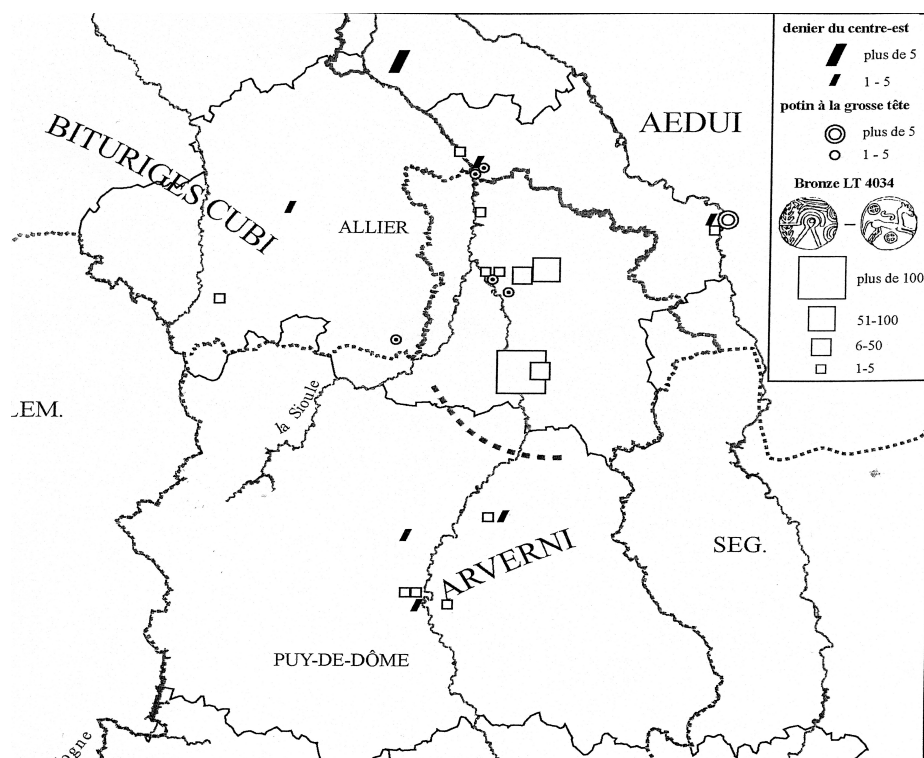 denier du centre-est
plus de 5
1 - 5
potin à la grosse tête
plus de 5
1 - 5
Bronze LT 4034
plus de 100
51-100
6-50
1-5
AEDUI
BITURIGES CUBI
ALLIER
LEM.
la Sioule
SEG.
ARVERNI
PUY-DE-DÔME
ogne